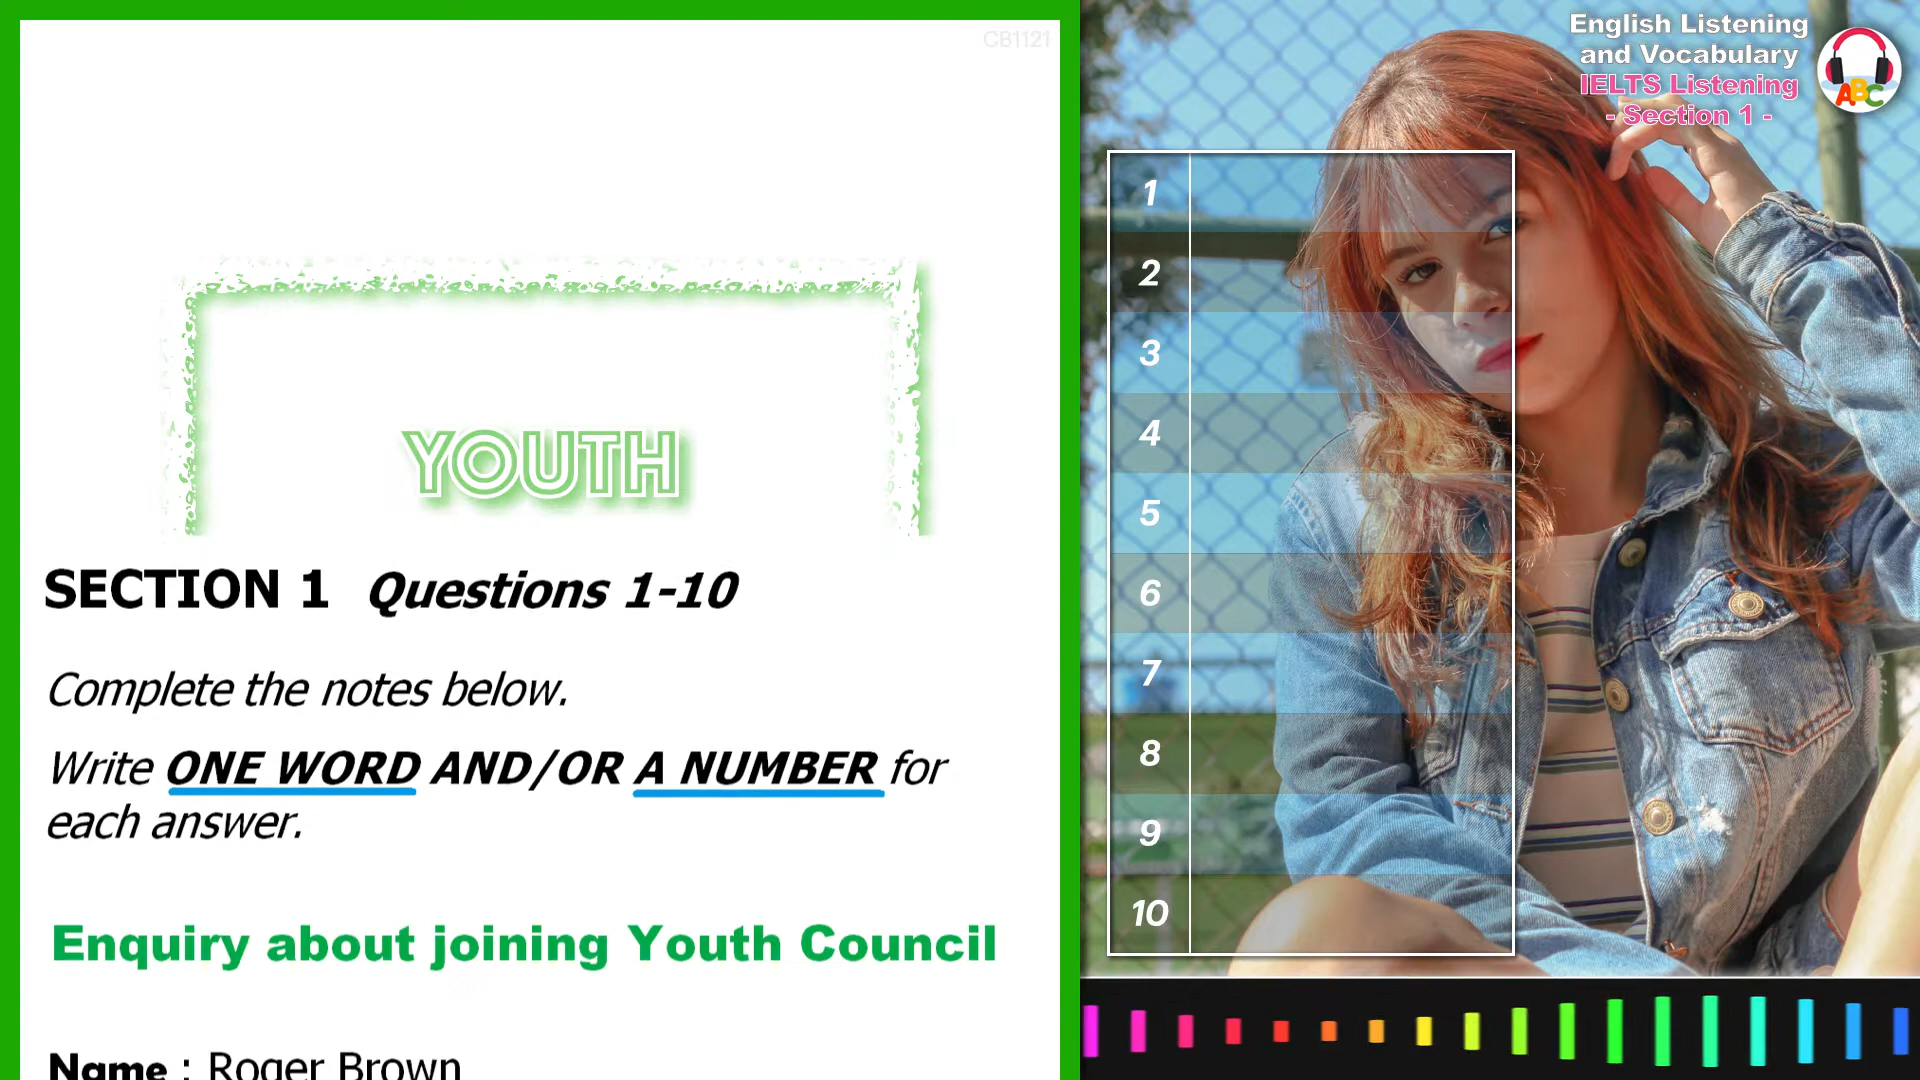 CB1121
YOUTH
SECTION 1 Questions 1-10
Complete the notes below.
Write ONE WORD AND/OR A NUMBER for
each answer.
Enquiry about joining Youth Council
Name : Roger Brown
English Listening
and Vocabulary
IELTS Listening
- Section 1 -
ABC
1
2
3
4
5
6
7
8
9
10